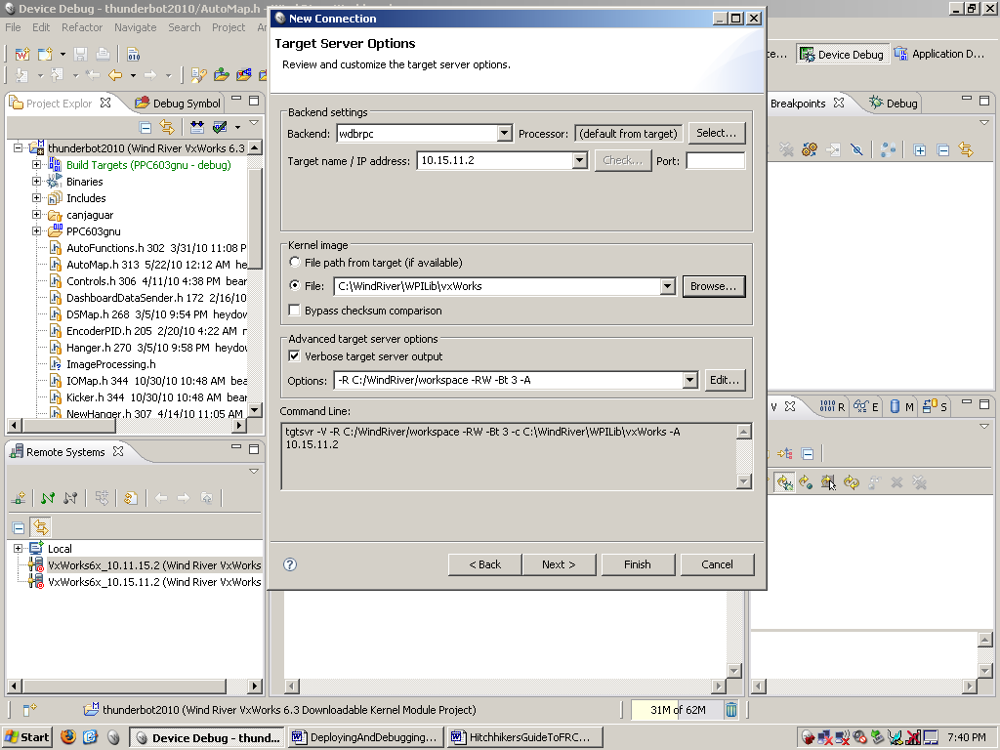 Device Debug - thunderbot2010/AutoMap.h -
File Edit Refactor Navigate Search Project
Device Debug
Application D...
Project Explor
Debug Symbol
thunderbot2010 (Wind River VxWorks 6.3
Build Targets (PPC603gnu - debug)
Binaries
Includes
canjaguar
PPC603gnu
AutoFunctions.h 302 3/31/10 11:08 P
AutoMap.h 313 5/22/10 12:12 AM he
Controls.h 306 4/11/10 4:38 PM bear
DashboardDataSender.h 172 2/16/10
DSMap.h 268 3/5/10 9:54 PM heydow
EncoderPID.h 205 2/20/10 4:22 AM n
Hanger.h 270 3/5/10 9:58 PM heydow
ImageProcessing.h
IOMap.h 344 10/30/10 10:48 AM bea
Kicker.h 344 10/30/10 10:48 AM bear
NewHanger.h 307 4/14/10 11:05 AM
Remote Systems
Local
VxWorks6x_10.11.15.2 (Wind River VxWorks
VxWorks6x_10.15.11.2 (Wind River VxWorks
New Connection
Target Server Options
Review and customize the target server options.
Backend settings
Backend: wdbrpc Processor: (default from target) Select...
Target name / IP address: 10.15.11.2 Check... Port:
Kernel image
File path from target (if available)
File: C:\WindRiver\WPILib\vxWorks Browse...
Bypass checksum comparison
Advanced target server options
Verbose target server output
Options: -R C:/WindRiver/workspace -RW -Bt 3 -A Edit...
Command Line:
tgtsvr -V -R C:/WindRiver/workspace -RW -Bt 3 -c C:\WindRiver\WPILib\vxWorks -A
10.15.11.2
< Back Next > Finish Cancel
Breakpoints
Debug
V R E M S
thunderbot2010 (Wind River VxWorks 6.3 Downloadable Kernel Module Project)
31M of 62M
Start
Device Debug - thund...
DeployingAndDebugging...
HitchhikersGuideToFRC...
7:40 PM